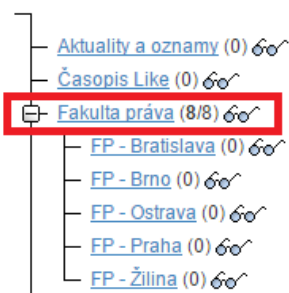 Aktuality a oznamy (0)
Časopis Like (0)
Fakulta práva (8/8)
FP - Bratislava (0)
FP - Brno (0)
FP - Ostrava (0)
FP - Praha (0)
FP - Žilina (0)